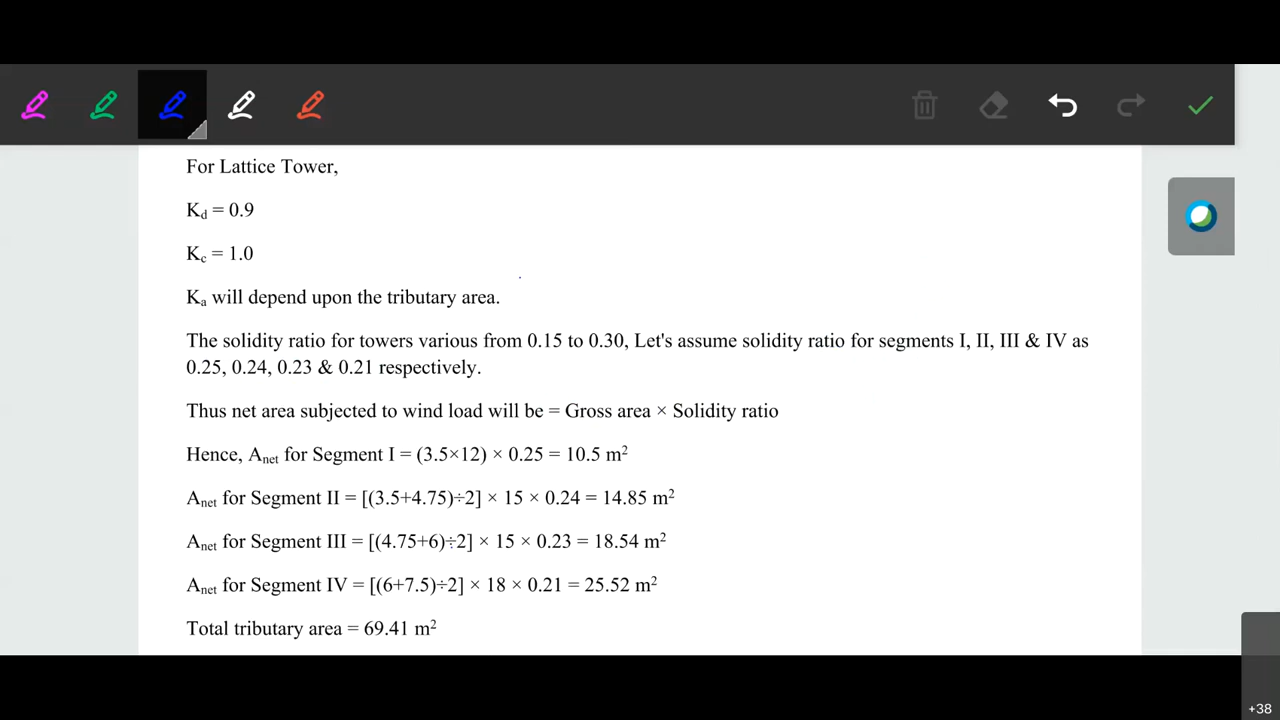 For Lattice Tower,
Kd = 0.9
Kc = 1.0
Ka will depend upon the tributary area.
The solidity ratio for towers various from 0.15 to 0.30, Let's assume solidity ratio for segments I, II, III & IV as
0.25, 0.24, 0.23 & 0.21 respectively.
Thus net area subjected to wind load will be = Gross area × Solidity ratio
Hence, Anet for Segment I = (3.5×12) × 0.25 = 10.5 m²
Anet for Segment II = [(3.5+4.75)÷2] × 15 × 0.24 = 14.85 m²
Anet for Segment III = [(4.75+6)÷2] × 15 × 0.23 = 18.54 m²
Anet for Segment IV = [(6+7.5)÷2] × 18 × 0.21 = 25.52 m²
Total tributary area = 69.41 m²
+38